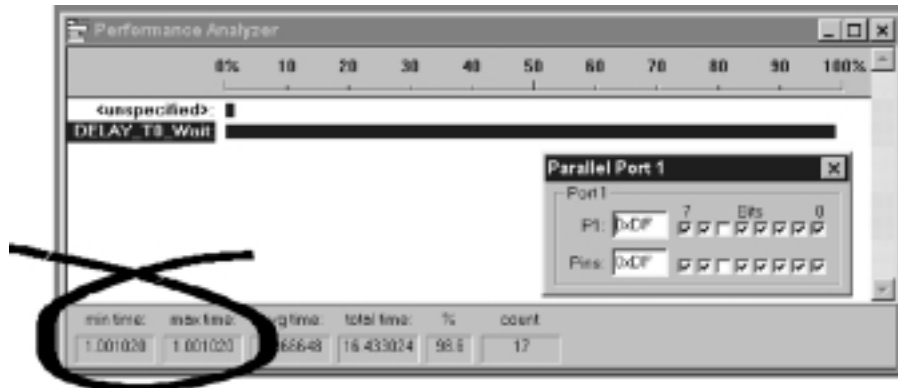 Performance Analyzer
0% 10 20 30 40 50 60 70 80 90 100%
<unspecified>:
DELAY_T0_Wait
Parallel Port 1
Port1
7 Bits 0
P1: 0xDF
Pins: 0xDF
min time: max time: avg time: total time: % count
1.001020 1.001020 16.433024 98.6 17